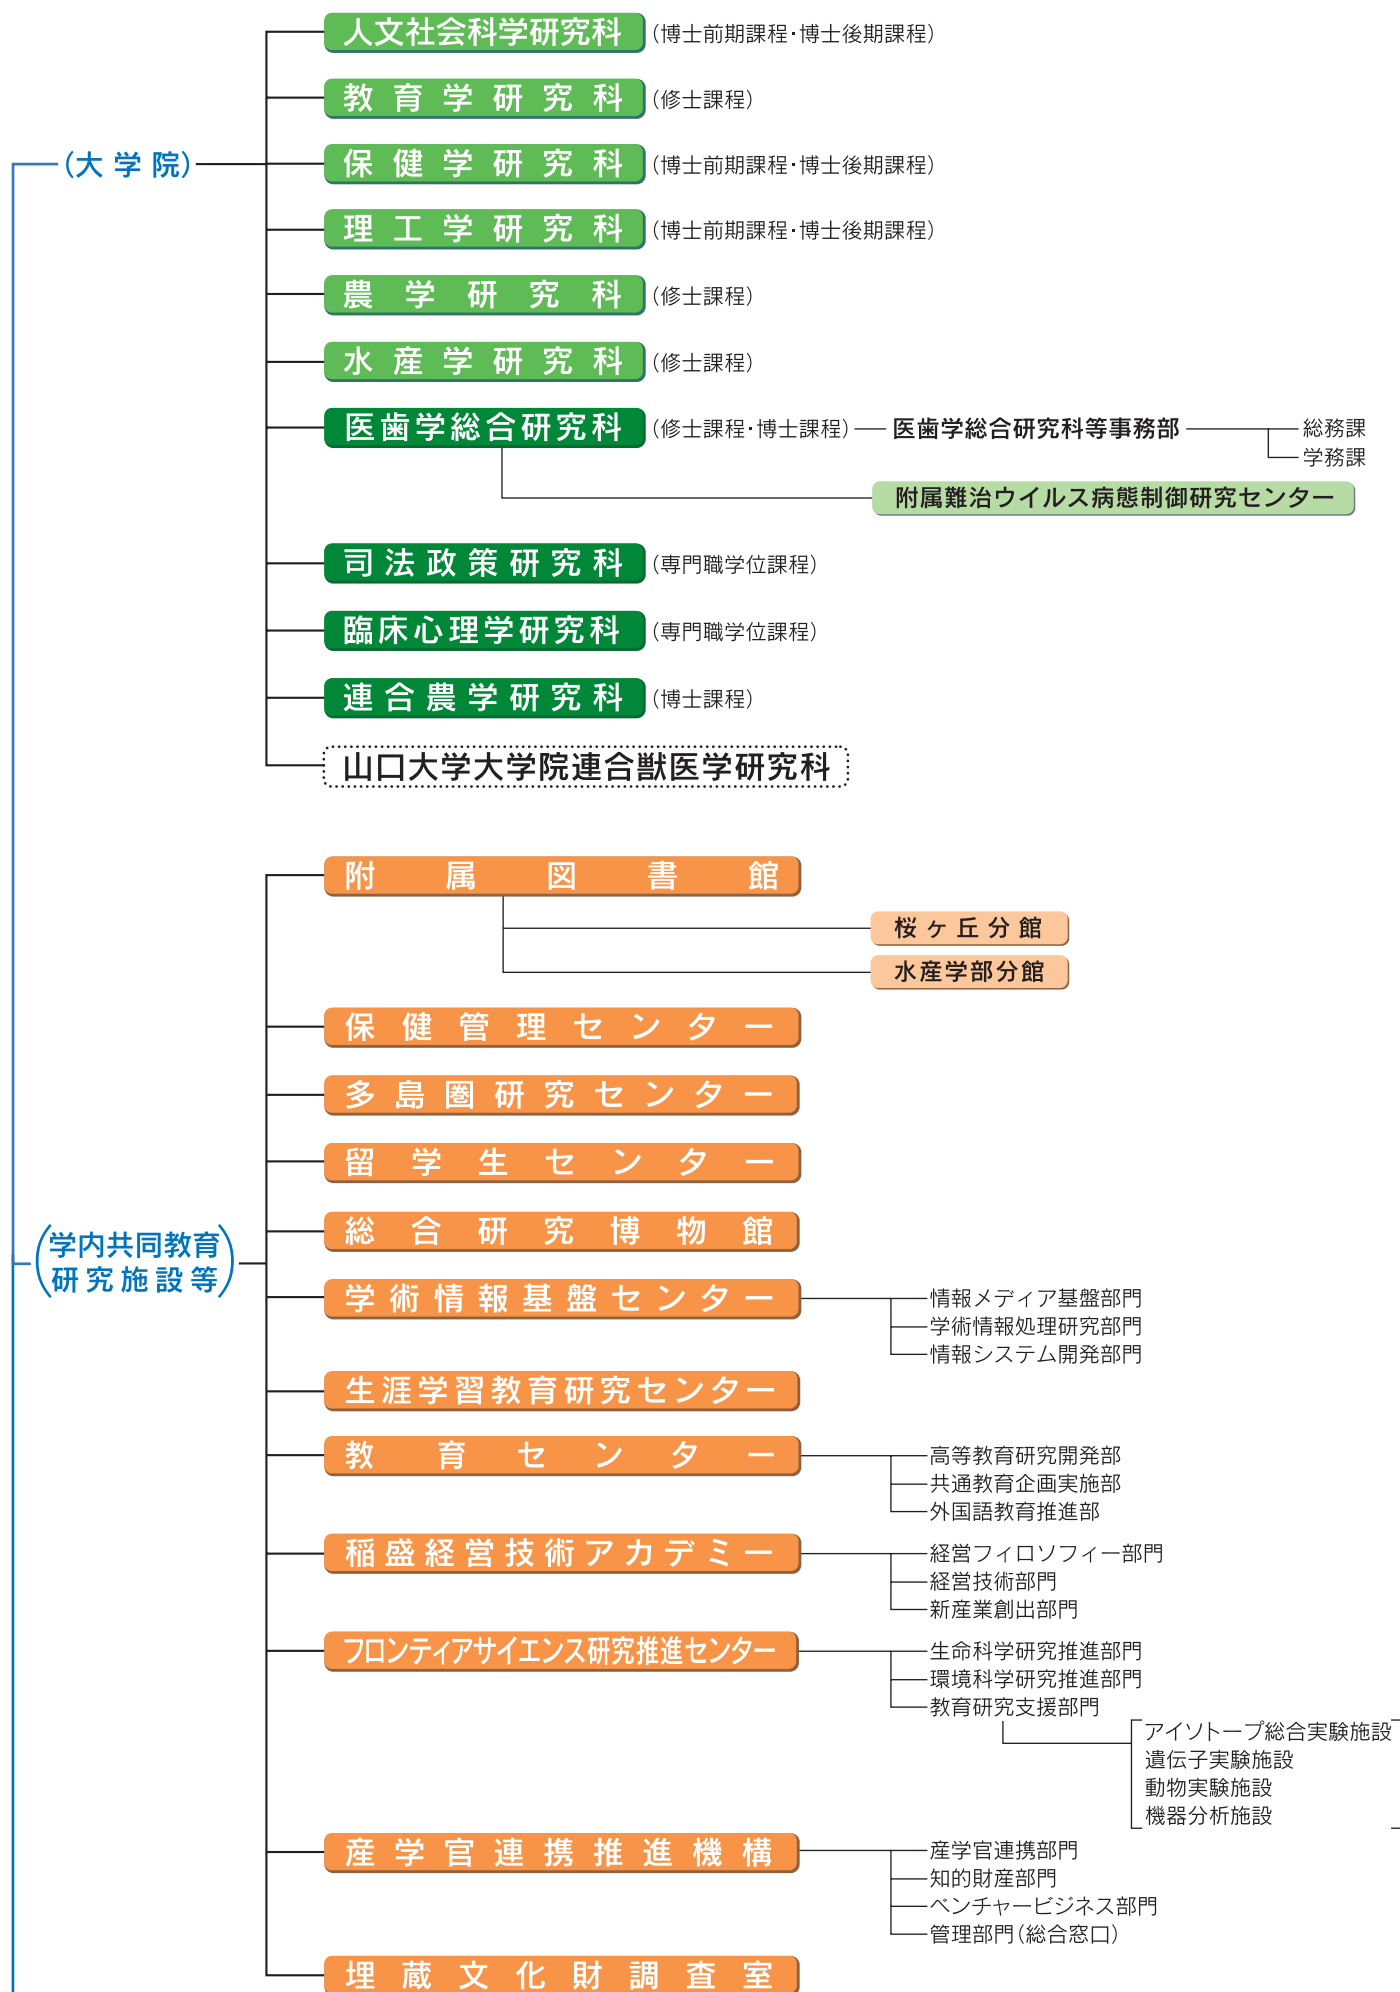 (大学院)
人文社会科学研究科 (博士前期課程・博士後期課程)
教育学研究科 (修士課程)
保健学研究科 (博士前期課程・博士後期課程)
理工学研究科 (博士前期課程・博士後期課程)
農学研究科 (修士課程)
水産学研究科 (修士課程)
医歯学総合研究科 (修士課程・博士課程) 医歯学総合研究科等事務部 総務課
学務課
附属難治ウイルス病態制御研究センター
司法政策研究科 (専門職学位課程)
臨床心理学研究科 (専門職学位課程)
連合農学研究科 (博士課程)
山口大学大学院連合獣医学研究科
(学内共同教育
研究施設等)
附属図書館
桜ヶ丘分館
水産学部分館
保健管理センター
多島圏研究センター
留学生センター
総合研究博物館
学術情報基盤センター 情報メディア基盤部門
学術情報処理研究部門
情報システム開発部門
生涯学習教育研究センター
教育センター 高等教育研究開発部
共通教育企画実施部
外国語教育推進部
稲盛経営技術アカデミー 経営フィロソフィー部門
経営技術部門
新産業創出部門
フロンティアサイエンス研究推進センター 生命科学研究推進部門
環境科学研究推進部門
教育研究支援部門
アイソトープ総合実験施設
遺伝子実験施設
動物実験施設
機器分析施設
産学官連携推進機構 産学官連携部門
知的財産部門
ベンチャービジネス部門
管理部門(総合窓口)
埋蔵文化財調査室